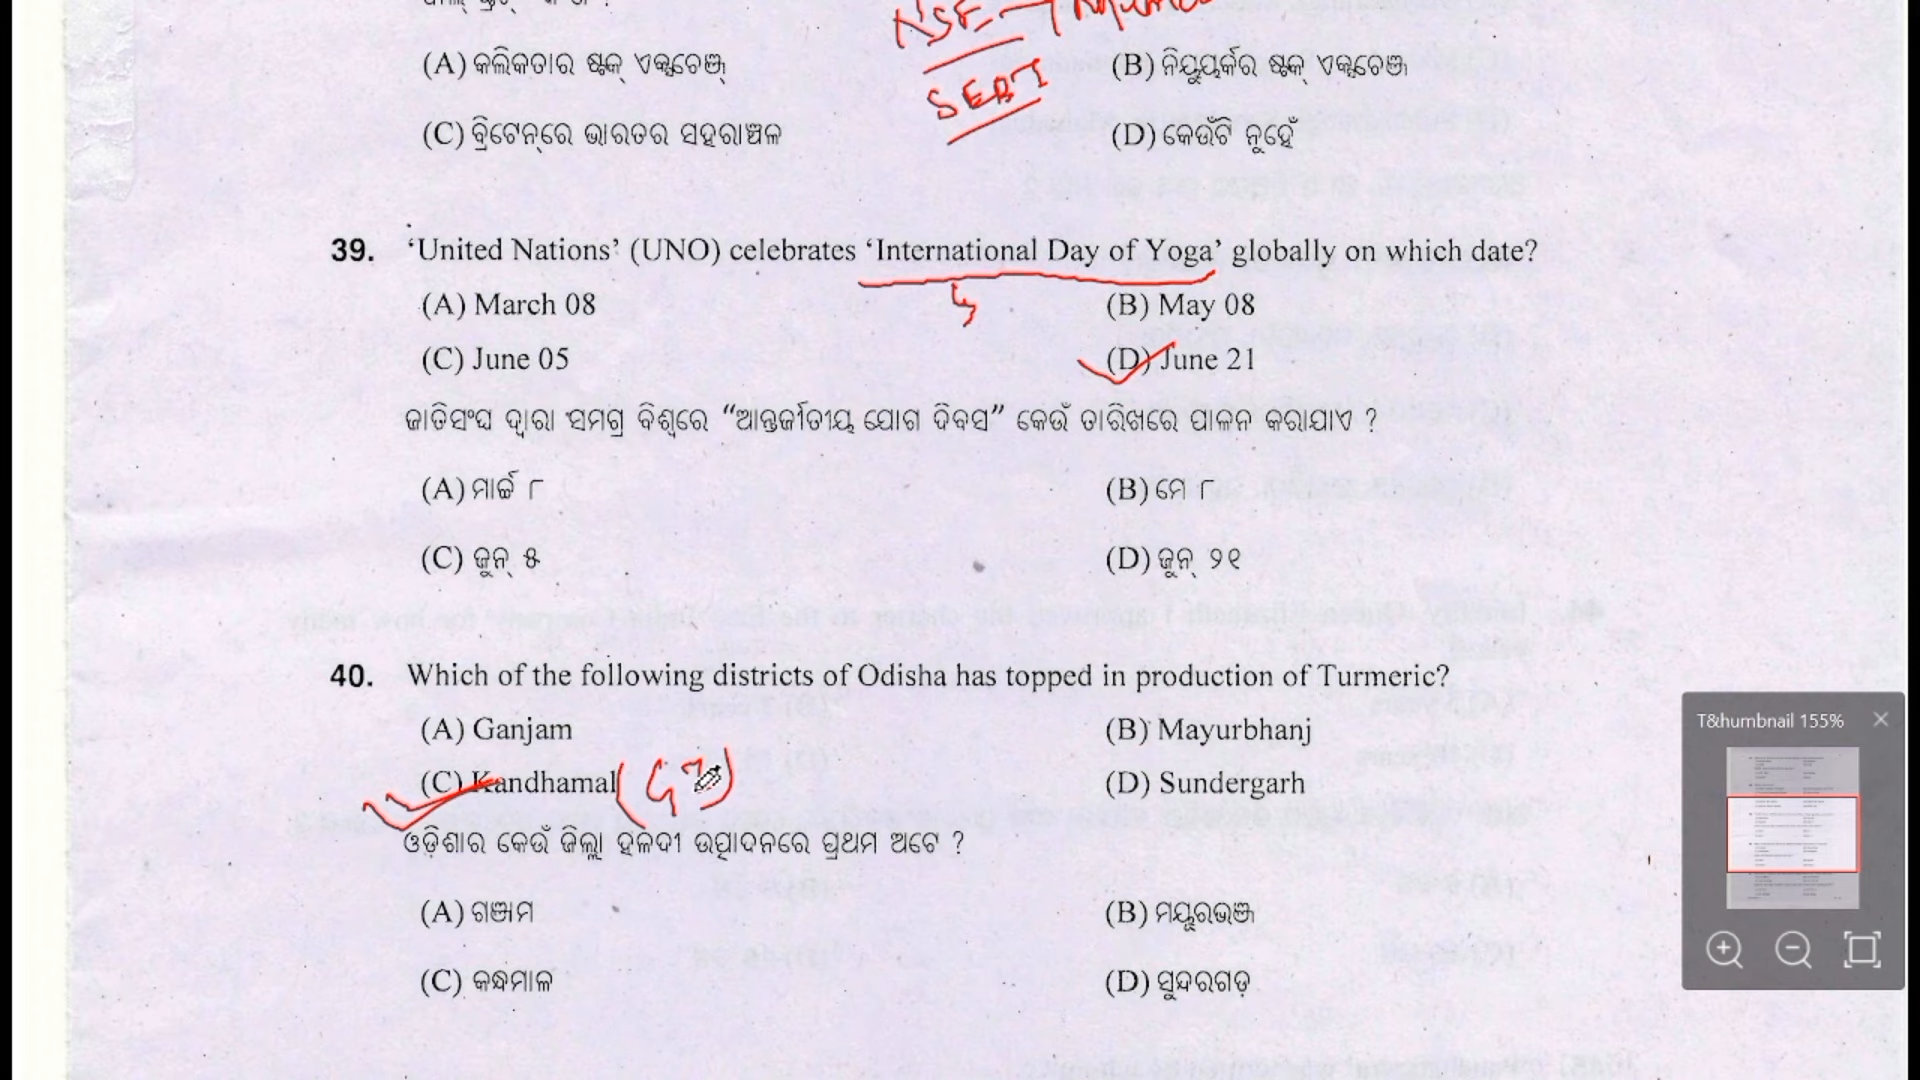 (A) କଲିକତାର ଷ୍ଟକ୍ ଏକ୍ସଚେଞ୍ଜ୍
(B) ନିୟୁୟର୍କର ଷ୍ଟକ୍ ଏକ୍ସଚେଞ୍ଜ
SEBI
(C) ବ୍ରିଟେନ୍‌ରେ ଭାରତର ସହରାଞ୍ଚଳ
(D) କେଉଁଟି ନୁହେଁ
39. ‘United Nations’ (UNO) celebrates ‘International Day of Yoga’ globally on which date?
(A) March 08
(B) May 08
(C) June 05
(D) June 21
ଜାତିସଂଘ ଦ୍ୱାରା ସମଗ୍ର ବିଶ୍ୱରେ “ଆନ୍ତର୍ଜାତୀୟ ଯୋଗ ଦିବସ” କେଉଁ ତାରିଖରେ ପାଳନ କରାଯାଏ ?
(A) ମାର୍ଚ୍ଚ ୮
(B) ମେ ୮
(C) ଜୁନ୍ ୫
(D) ଜୁନ୍ ୨୧
40. Which of the following districts of Odisha has topped in production of Turmeric?
(A) Ganjam
(B) Mayurbhanj
(C) Kandhamal
(D) Sundergarh
ଓଡ଼ିଶାର କେଉଁ ଜିଲ୍ଲା ହଳଦୀ ଉତ୍ପାଦନରେ ପ୍ରଥମ ଅଟେ ?
(A) ଗଞ୍ଜାମ
(B) ମୟୂରଭଞ୍ଜ
(C) କନ୍ଧମାଳ
(D) ସୁନ୍ଦରଗଡ଼
T&humbnail 155%